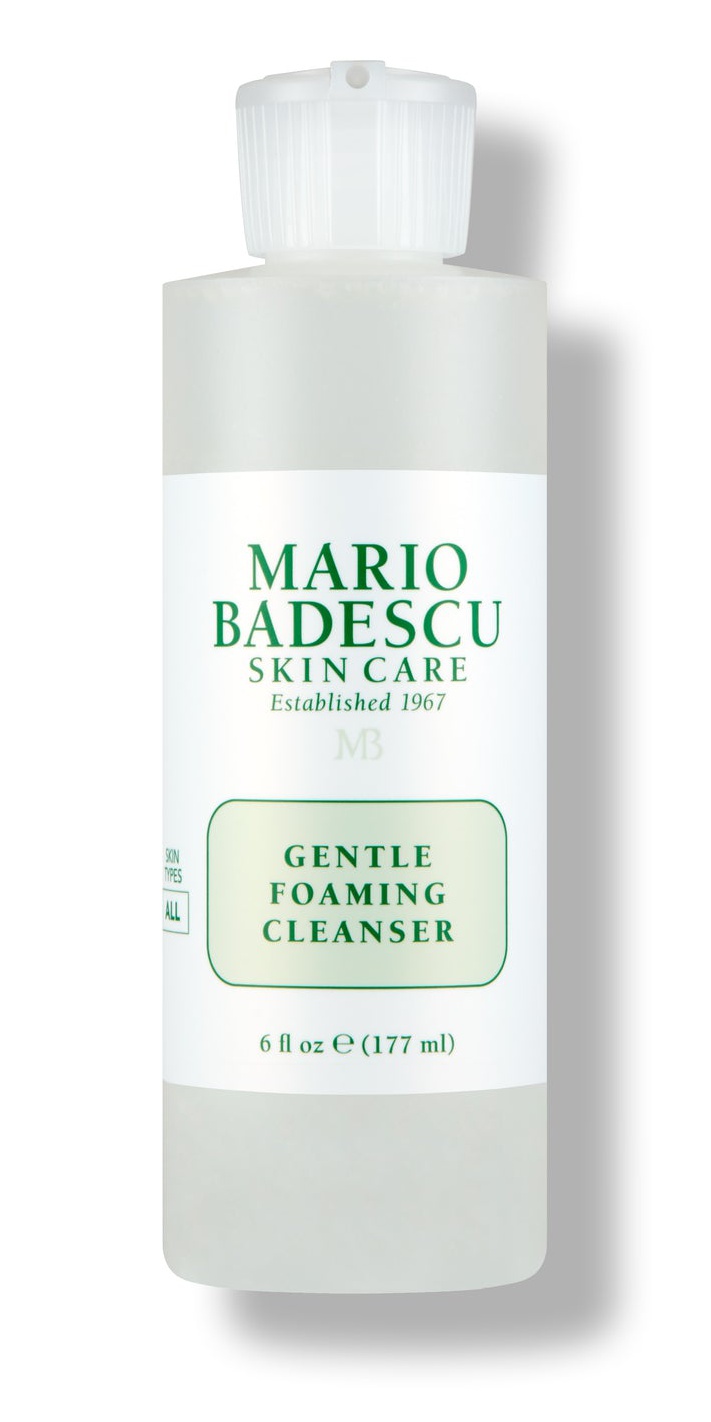 MARIO
BADESCU
SKIN CARE
Established 1967
MB
SKIN
TYPES
ALL
GENTLE
FOAMING
CLEANSER
6 fl oz ℮ (177 ml)